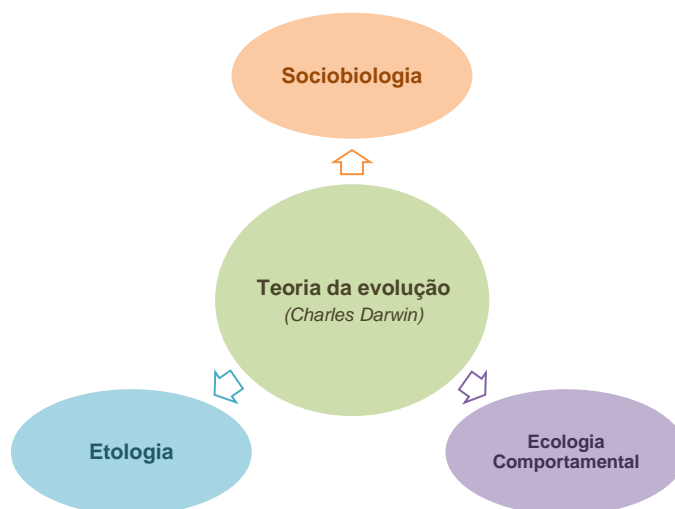 Sociobiologia
Teoria da evolução
(Charles Darwin)
Etologia
Ecologia
Comportamental